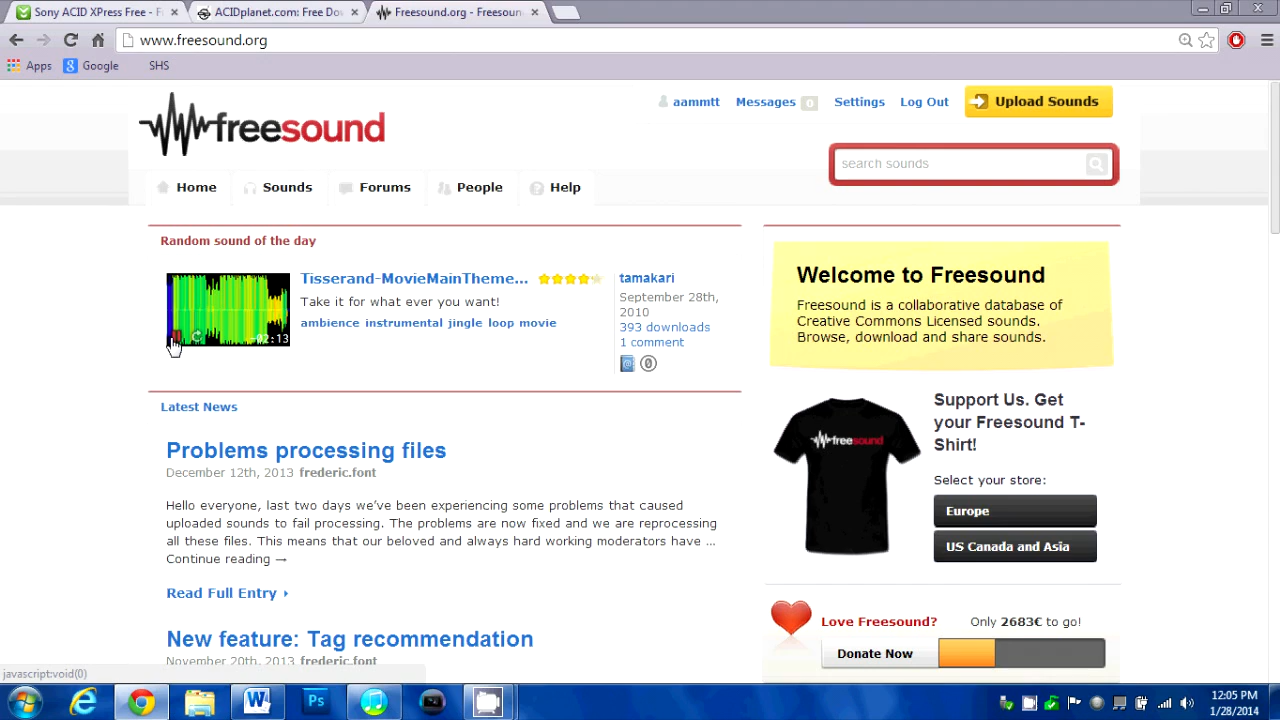 Sony ACID XPress Free - F
ACIDplanet.com: Free Do
Freesound.org - Freesoun
www.freesound.org
Apps Google SHS
freesound
aammtt Messages 0 Settings Log Out Upload Sounds
search sounds
Home Sounds Forums People Help
Random sound of the day
Tisserand-MovieMainTheme...
Take it for what ever you want!
ambience instrumental jingle loop movie
-02:13
tamakari
September 28th,
2010
393 downloads
1 comment
Welcome to Freesound
Freesound is a collaborative database of
Creative Commons Licensed sounds.
Browse, download and share sounds.
Latest News
Problems processing files
December 12th, 2013 frederic.font
Hello everyone, last two days we've been experiencing some problems that caused
uploaded sounds to fail processing. The problems are now fixed and we are reprocessing
all these files. This means that our beloved and always hard working moderators have ...
Continue reading →
Read Full Entry
New feature: Tag recommendation
November 20th, 2013 frederic.font
freesound
Support Us. Get
your Freesound T-
Shirt!
Select your store:
Europe
US Canada and Asia
Love Freesound? Only 2683€ to go!
Donate Now
javascript:void(0)
12:05 PM
1/28/2014